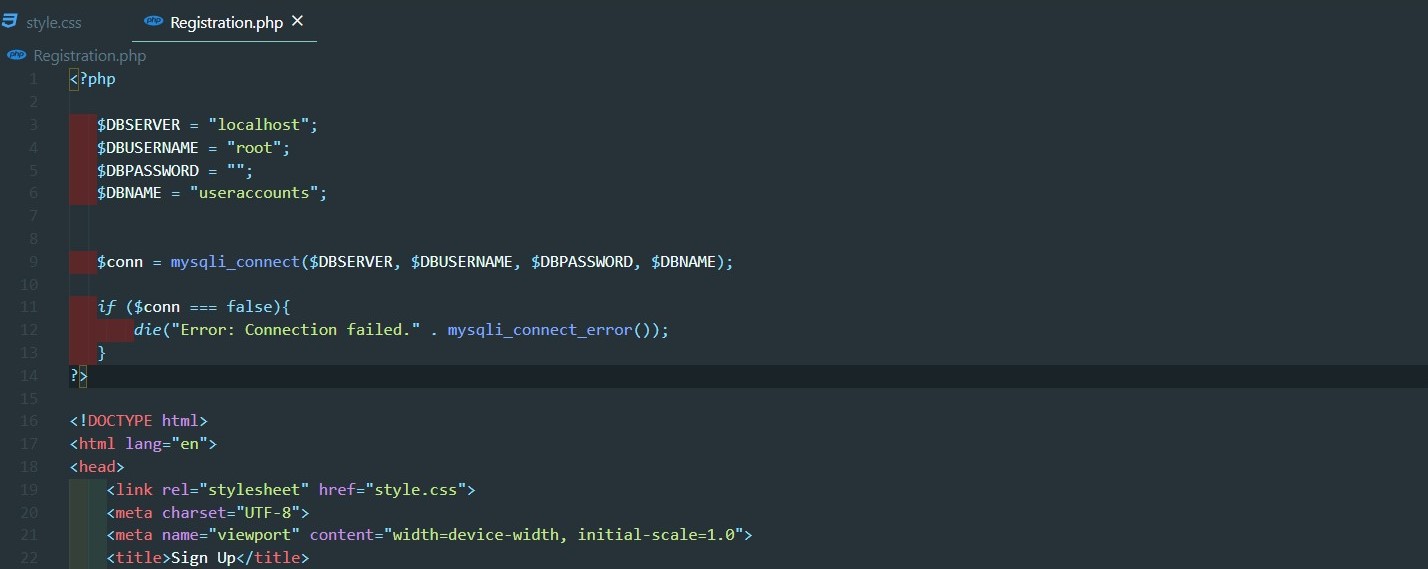 style.css
php Registration.php ×
php Registration.php
1 <?php
2
3 $DBSERVER = "localhost";
4 $DBUSERNAME = "root";
5 $DBPASSWORD = "";
6 $DBNAME = "useraccounts";
7
8
9 $conn = mysqli_connect($DBSERVER, $DBUSERNAME, $DBPASSWORD, $DBNAME);
10
11 if ($conn === false){
12 die("Error: Connection failed." . mysqli_connect_error());
13 }
14 ?>
15
16 <!DOCTYPE html>
17 <html lang="en">
18 <head>
19 <link rel="stylesheet" href="style.css">
20 <meta charset="UTF-8">
21 <meta name="viewport" content="width=device-width, initial-scale=1.0">
22 <title>Sign Up</title>